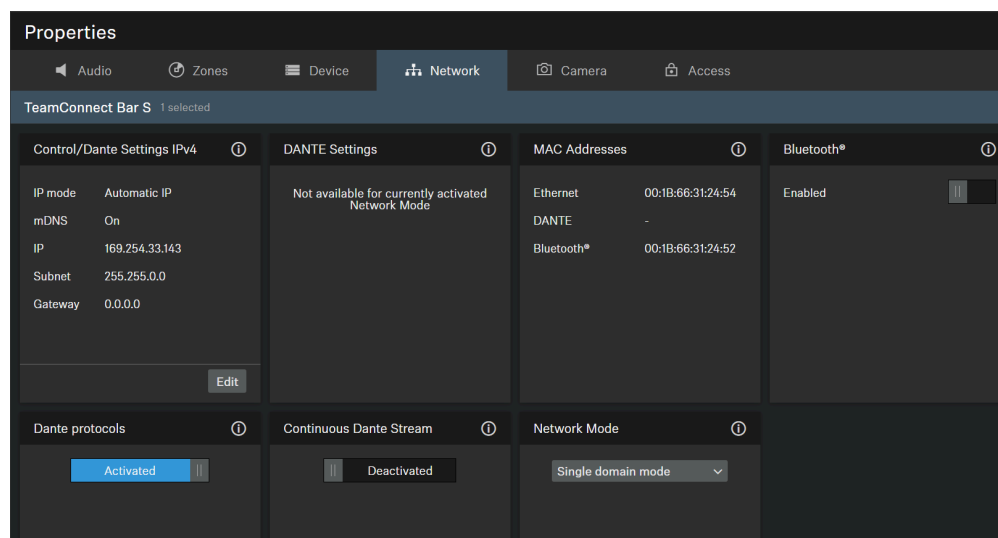 Properties
Audio
Zones
Device
Network
Camera
Access
TeamConnect Bar S 1 selected
Control/Dante Settings IPv4
IP mode Automatic IP
mDNS On
IP 169.254.33.143
Subnet 255.255.0.0
Gateway 0.0.0.0
Edit
DANTE Settings
Not available for currently activated
Network Mode
MAC Addresses
Ethernet 00:1B:66:31:24:54
DANTE -
Bluetooth® 00:1B:66:31:24:52
Bluetooth®
Enabled
Dante protocols
Activated
Continuous Dante Stream
Deactivated
Network Mode
Single domain mode